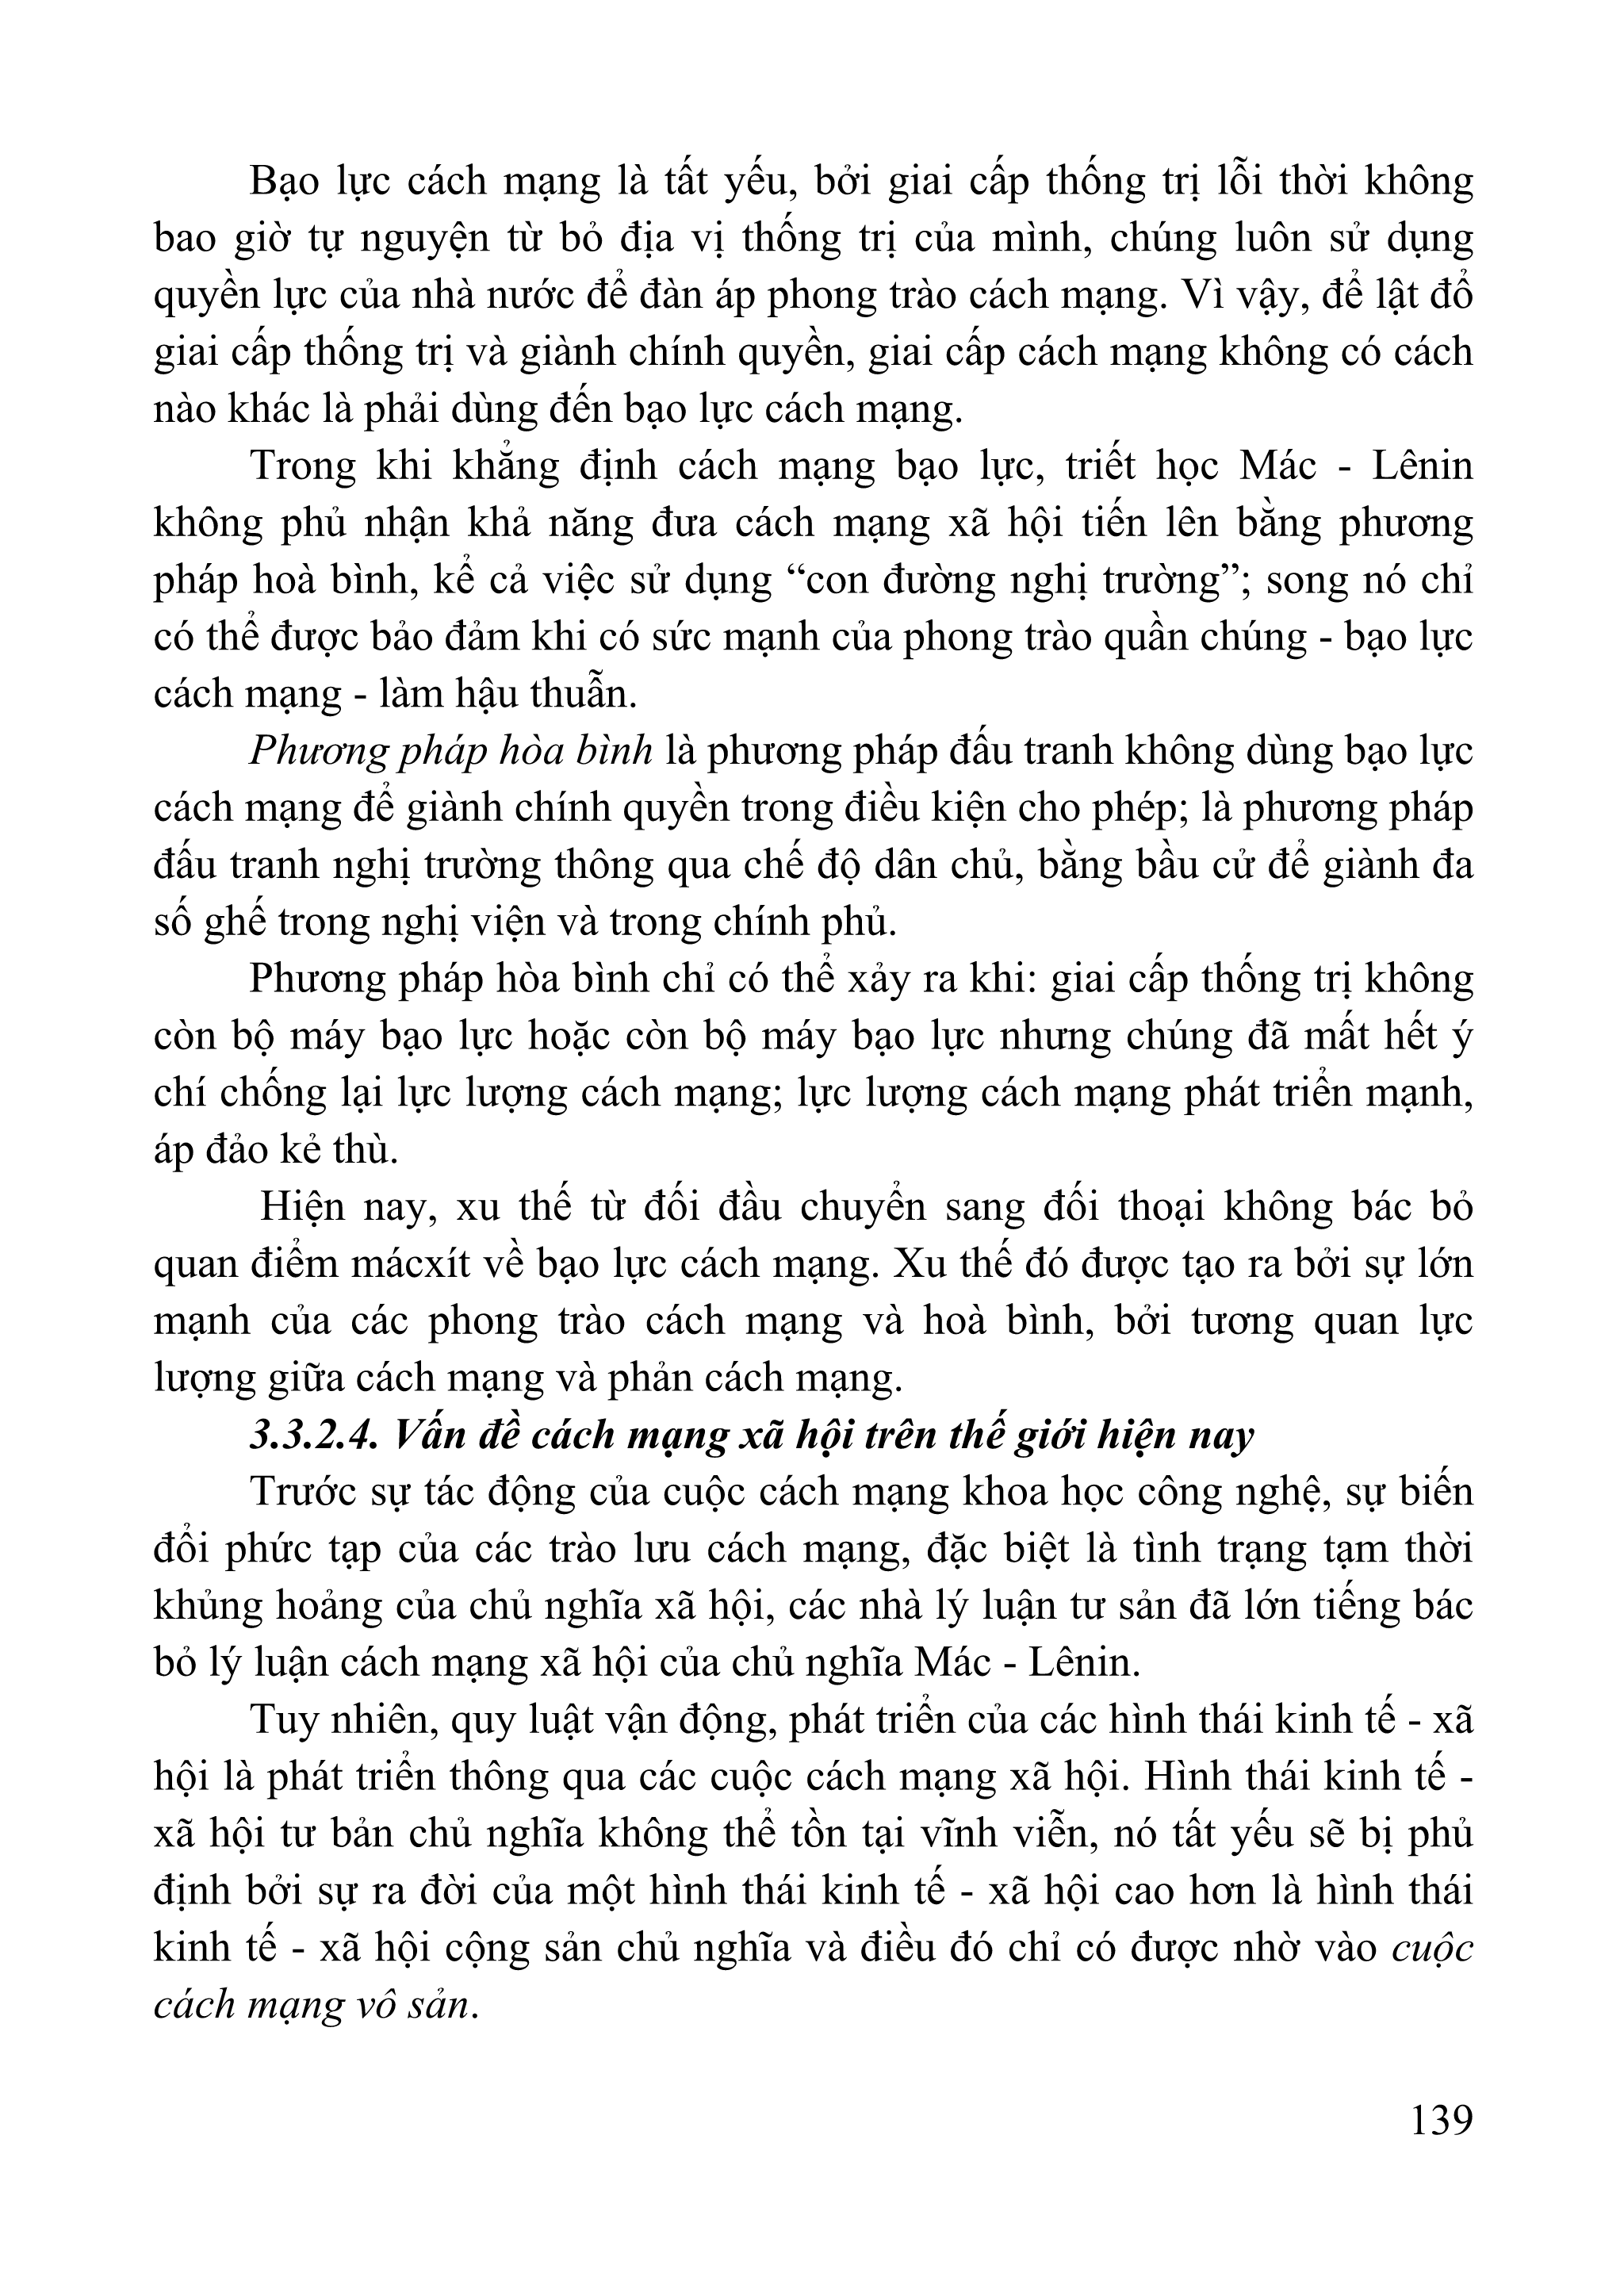 Bạo lực cách mạng là tất yếu, bởi giai cấp thống trị lỗi thời không
bao giờ tự nguyện từ bỏ địa vị thống trị của mình, chúng luôn sử dụng
quyền lực của nhà nước để đàn áp phong trào cách mạng. Vì vậy, để lật đổ
giai cấp thống trị và giành chính quyền, giai cấp cách mạng không có cách
nào khác là phải dùng đến bạo lực cách mạng.
Trong khi khẳng định cách mạng bạo lực, triết học Mác - Lênin
không phủ nhận khả năng đưa cách mạng xã hội tiến lên bằng phương
pháp hoà bình, kể cả việc sử dụng “con đường nghị trường”; song nó chỉ
có thể được bảo đảm khi có sức mạnh của phong trào quần chúng - bạo lực
cách mạng - làm hậu thuẫn.
Phương pháp hòa bình là phương pháp đấu tranh không dùng bạo lực
cách mạng để giành chính quyền trong điều kiện cho phép; là phương pháp
đấu tranh nghị trường thông qua chế độ dân chủ, bằng bầu cử để giành đa
số ghế trong nghị viện và trong chính phủ.
Phương pháp hòa bình chỉ có thể xảy ra khi: giai cấp thống trị không
còn bộ máy bạo lực hoặc còn bộ máy bạo lực nhưng chúng đã mất hết ý
chí chống lại lực lượng cách mạng; lực lượng cách mạng phát triển mạnh,
áp đảo kẻ thù.
Hiện nay, xu thế từ đối đầu chuyển sang đối thoại không bác bỏ
quan điểm mácxít về bạo lực cách mạng. Xu thế đó được tạo ra bởi sự lớn
mạnh của các phong trào cách mạng và hoà bình, bởi tương quan lực
lượng giữa cách mạng và phản cách mạng.
3.3.2.4. Vấn đề cách mạng xã hội trên thế giới hiện nay
Trước sự tác động của cuộc cách mạng khoa học công nghệ, sự biến
đổi phức tạp của các trào lưu cách mạng, đặc biệt là tình trạng tạm thời
khủng hoảng của chủ nghĩa xã hội, các nhà lý luận tư sản đã lớn tiếng bác
bỏ lý luận cách mạng xã hội của chủ nghĩa Mác - Lênin.
Tuy nhiên, quy luật vận động, phát triển của các hình thái kinh tế - xã
hội là phát triển thông qua các cuộc cách mạng xã hội. Hình thái kinh tế -
xã hội tư bản chủ nghĩa không thể tồn tại vĩnh viễn, nó tất yếu sẽ bị phủ
định bởi sự ra đời của một hình thái kinh tế - xã hội cao hơn là hình thái
kinh tế - xã hội cộng sản chủ nghĩa và điều đó chỉ có được nhờ vào cuộc
cách mạng vô sản.
139